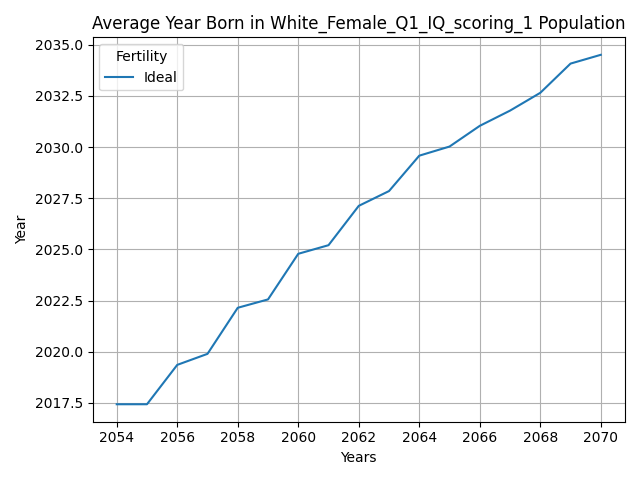 Average Year Born in White_Female_Q1_IQ_scoring_1 Population
Fertility
Ideal
Year
2035.0
2032.5
2030.0
2027.5
2025.0
2022.5
2020.0
2017.5
2054 2056 2058 2060 2062 2064 2066 2068 2070
Years